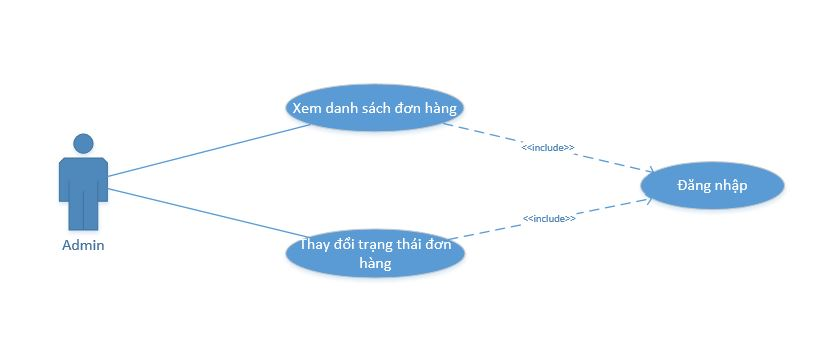 Xem danh sách đơn hàng
<<include>>
Đăng nhập
<<include>>
Admin
Thay đổi trạng thái đơn
hàng